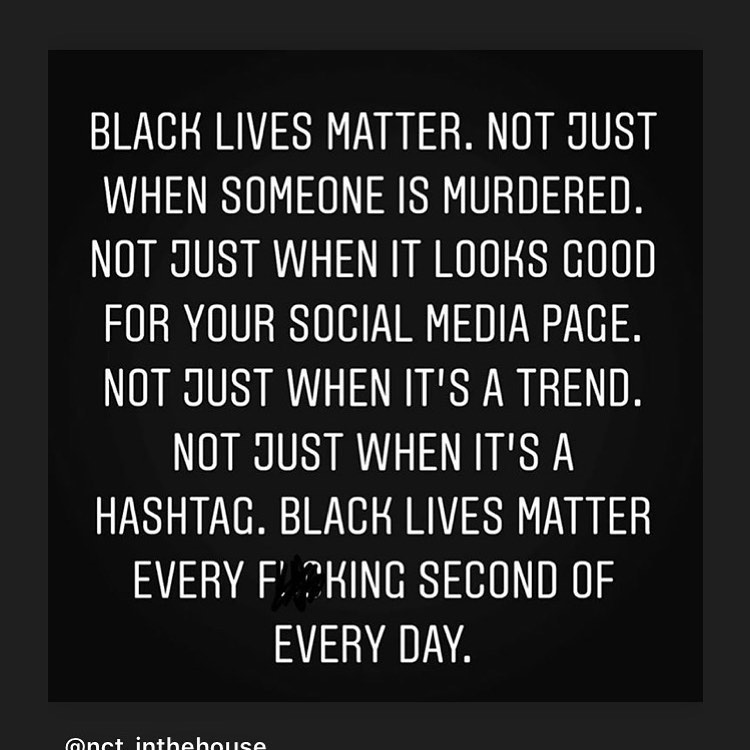 BLACK LIVES MATTER. NOT JUST
WHEN SOMEONE IS MURDERED.
NOT JUST WHEN IT LOOKS GOOD
FOR YOUR SOCIAL MEDIA PAGE.
NOT JUST WHEN IT'S A TREND.
NOT JUST WHEN IT'S A
HASHTAG. BLACK LIVES MATTER
EVERY SECOND OF
EVERY DAY.
@nct_inthehouse